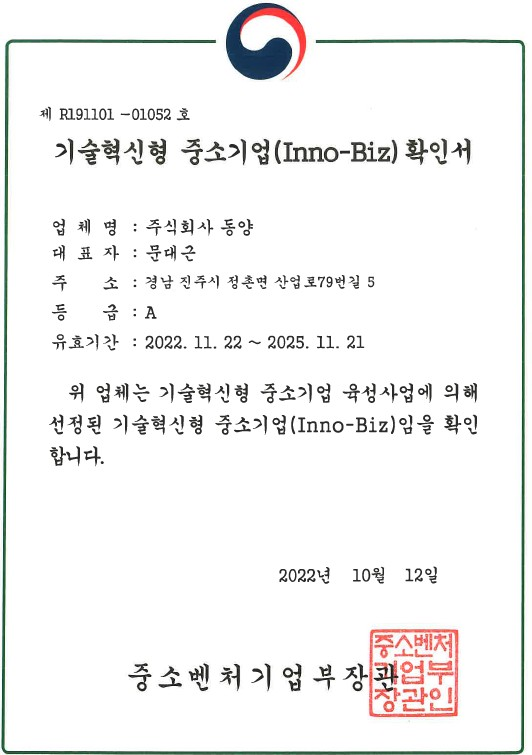 제 R191101 -01052 호
기술혁신형 중소기업(Inno-Biz) 확인서
업 체 명 : 주식회사 동양
대 표 자 : 문대근
주 소 : 경남 진주시 정촌면 산업로79번길 5
등 급 : A
유효기간 : 2022. 11. 22 ~ 2025. 11. 21
위 업체는 기술혁신형 중소기업 육성사업에 의해
선정된 기술혁신형 중소기업(Inno-Biz)임을 확인
합니다.
2022년 10월 12일
중소벤처기업부장관
중소벤처
기업부
장관인